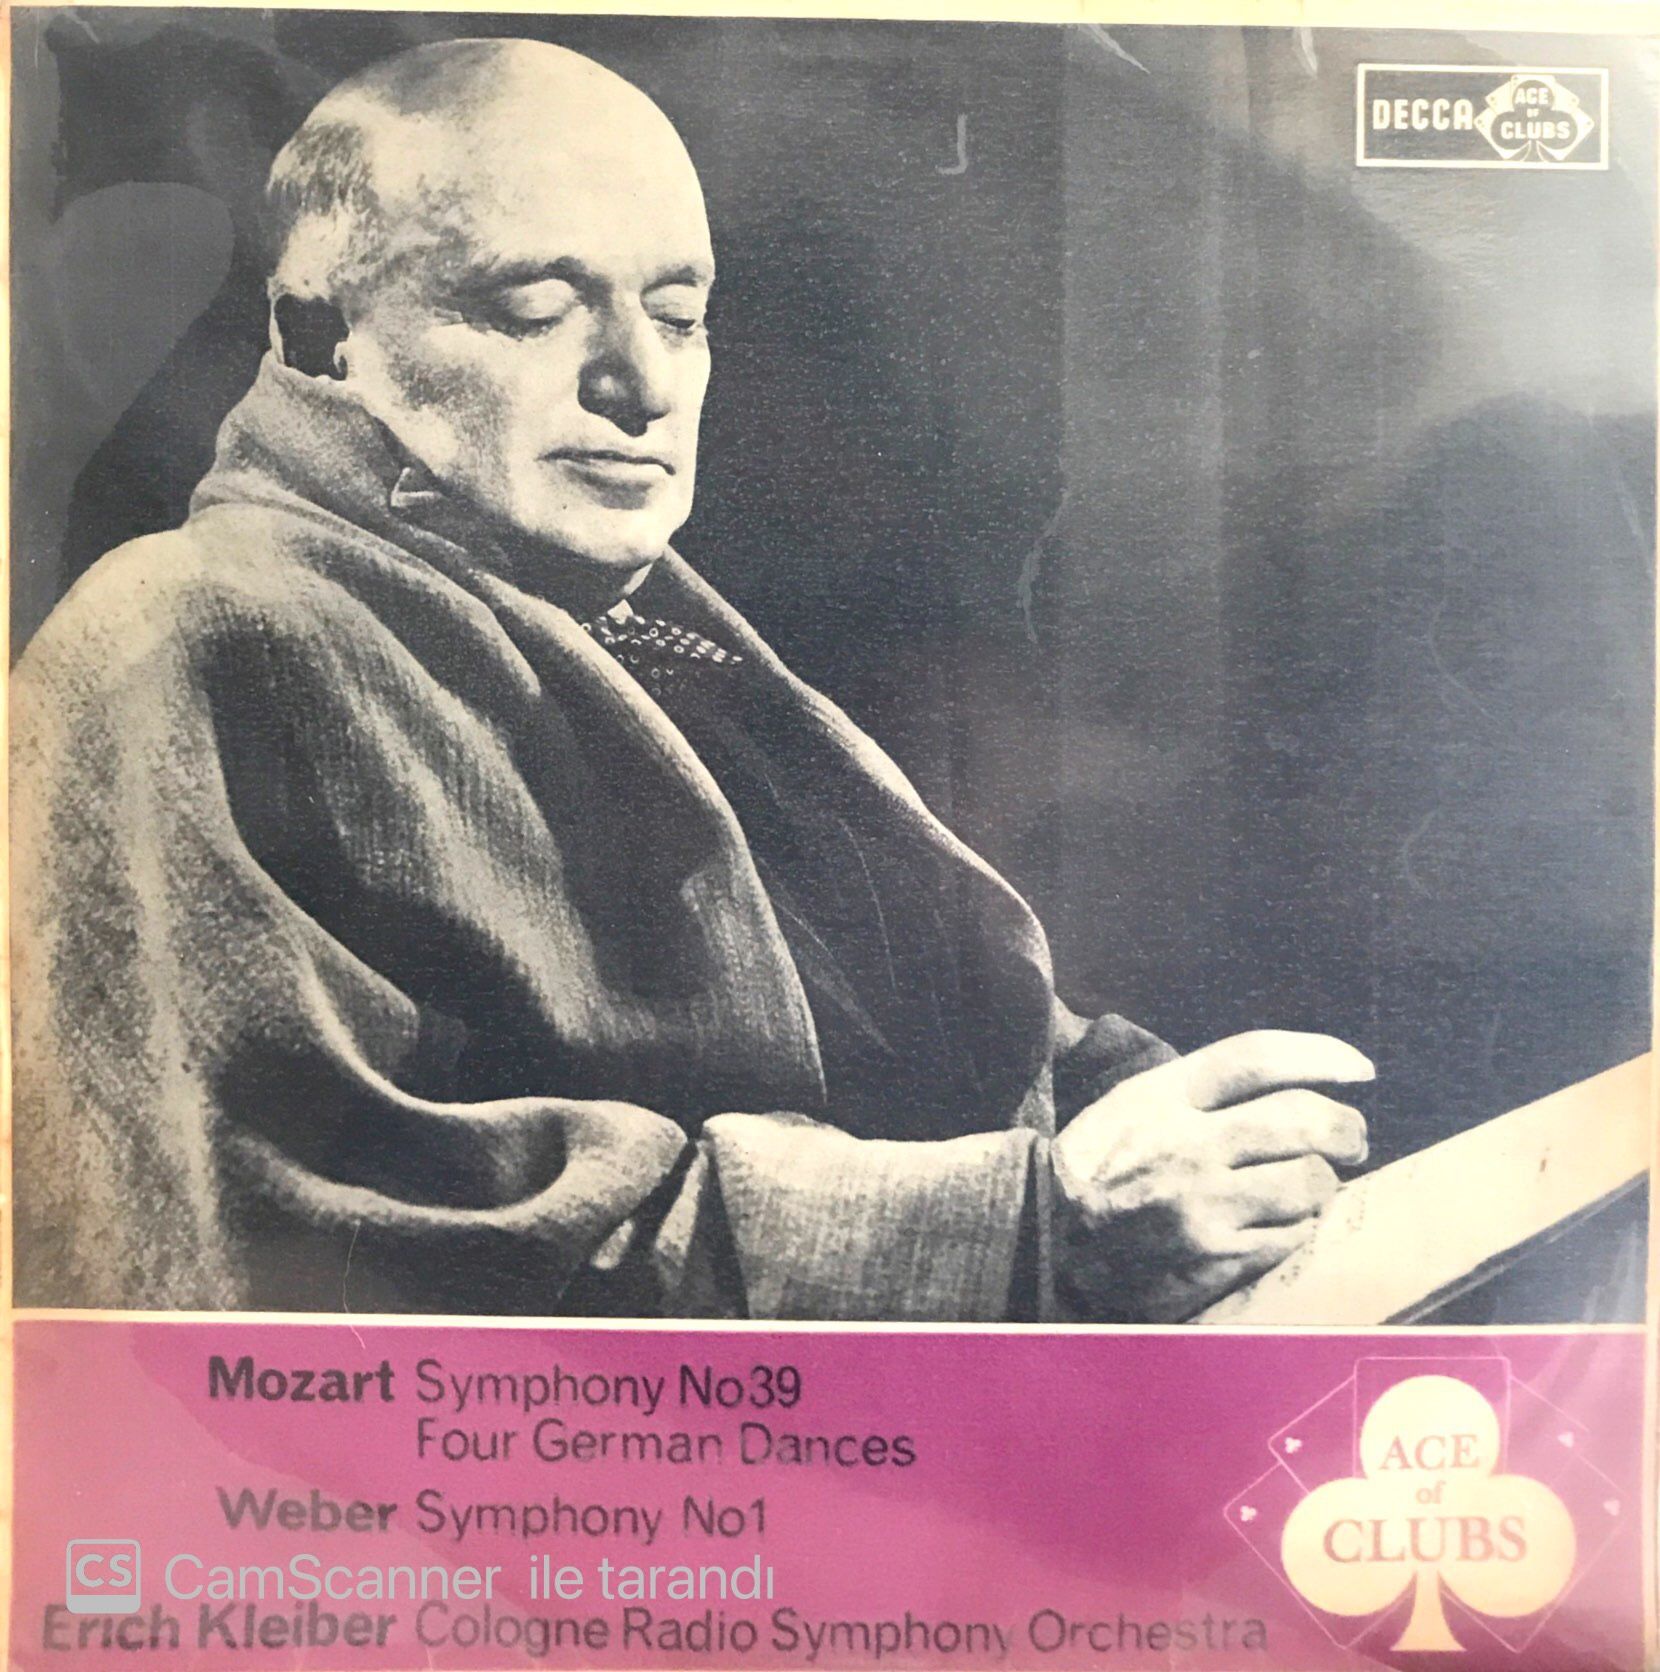 DECCA ACE OF CLUBS
Mozart Symphony No39
Four German Dances
Weber Symphony No1
CS CamScanner ile tarandı
Erich Kleiber Cologne Radio Symphony Orchestra
ACE
of
CLUBS